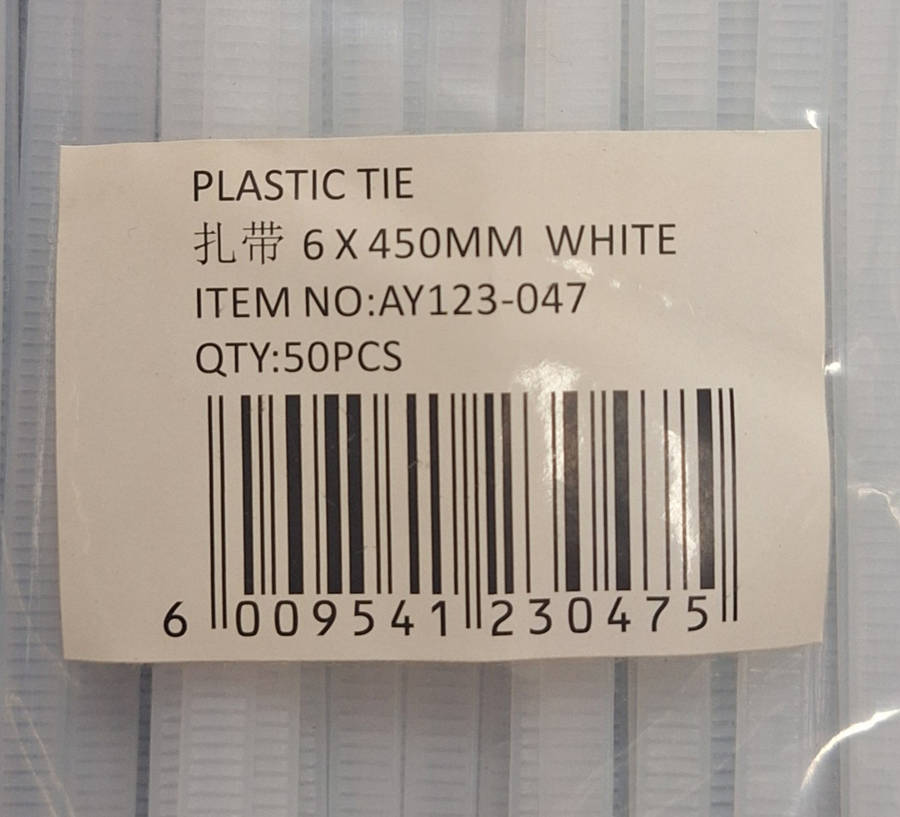 PLASTIC TIE
扎带 6 X 450MM WHITE
ITEM NO:AY123-047
QTY:50PCS
6 009541 230475